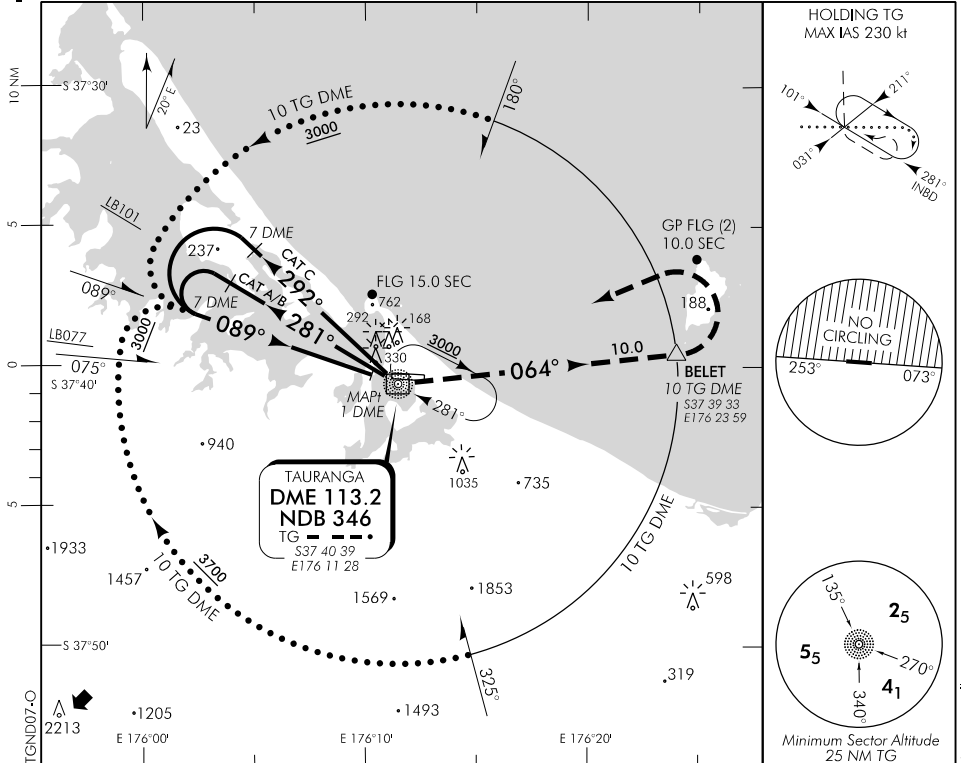 10 NM
S 37°30'
20° E
23
10 TG DME
3000
180°
LB101
237
7 DME
CAT C
292°
CAT A/B
281°
7 DME
089°
089°
3000
LB077
075°
0
S 37°40'
5
FLG 15.0 SEC
762
292
168
330
3000
064°
10.0
281°
MAPt
1 DME
GP FLG (2)
10.0 SEC
188
BELET
10 TG DME
S37 39 33
E176 23 59
940
TAURANGA
DME 113.2
NDB 346
TG
S37 40 39
E176 11 28
1035
735
10 TG DME
5
1933
1457
3700
10 TG DME
1569
1853
598
S 37°50'
325°
319
2213
1205
1493
E 176°00'
E 176°10'
E 176°20'
TGND07-O
HOLDING TG
MAX IAS 230 kt
101°
211°
031°
281°
INBD
NO
CIRCLING
253°
073°
135°
25
55
270°
41
340°
Minimum Sector Altitude
25 NM TG